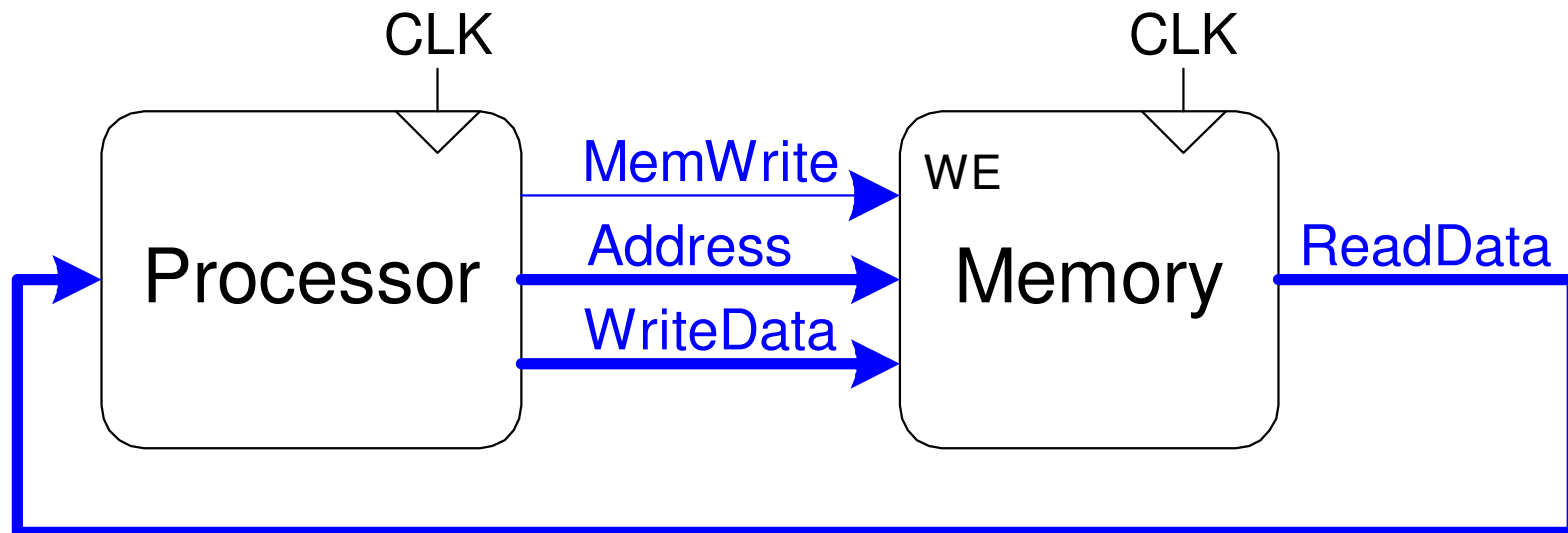 CLK
CLK
MemWrite
WE
Address
Processor
Memory
ReadData
WriteData